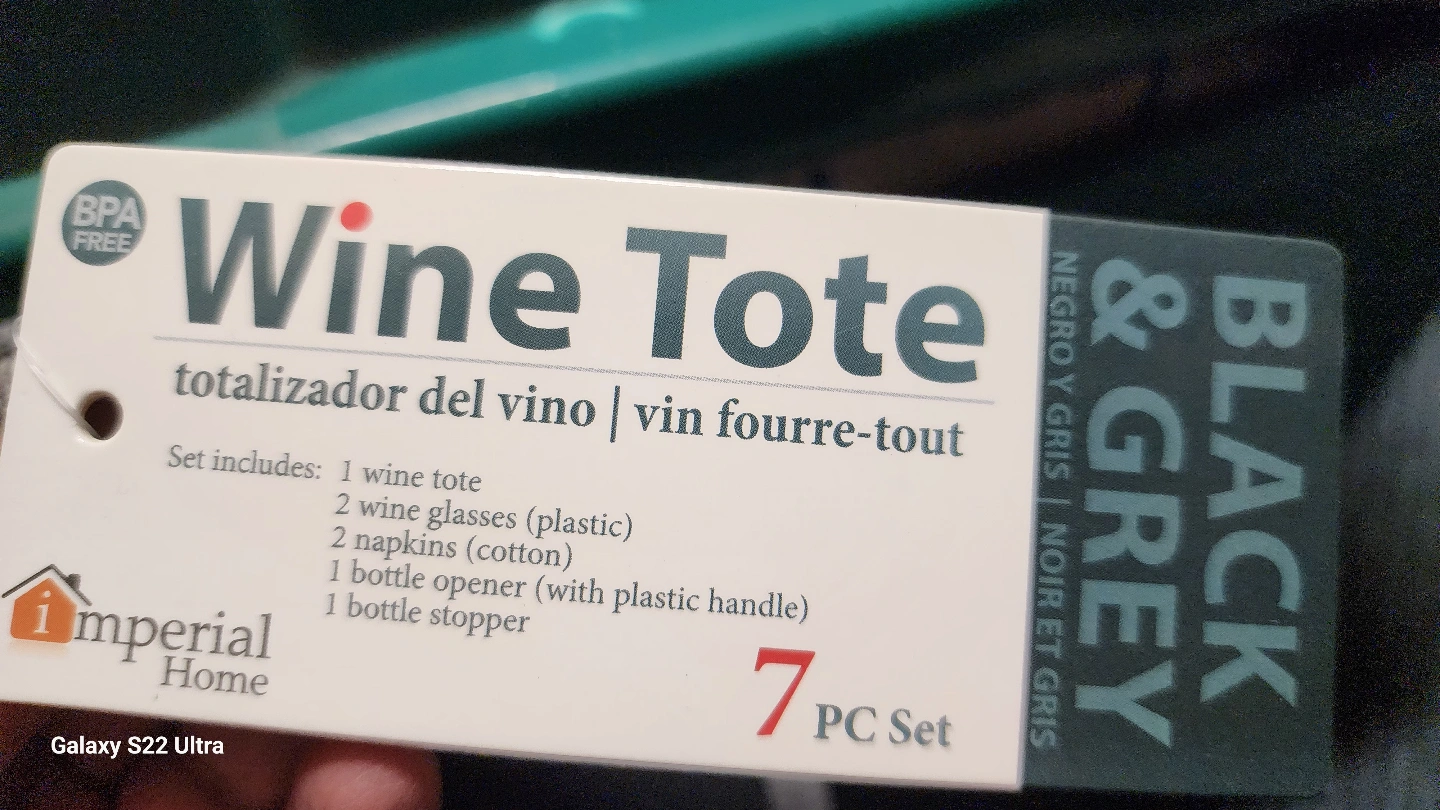 BPA
FREE
Wine Tote
totalizador del vino | vin fourre-tout
Set includes: 1 wine tote
2 wine glasses (plastic)
2 napkins (cotton)
1 bottle opener (with plastic handle)
1 bottle stopper
imperial
Home
7 PC Set
BLACK
& GREY
NEGRO Y GRIS | NOIR ET GRIS
Galaxy S22 Ultra